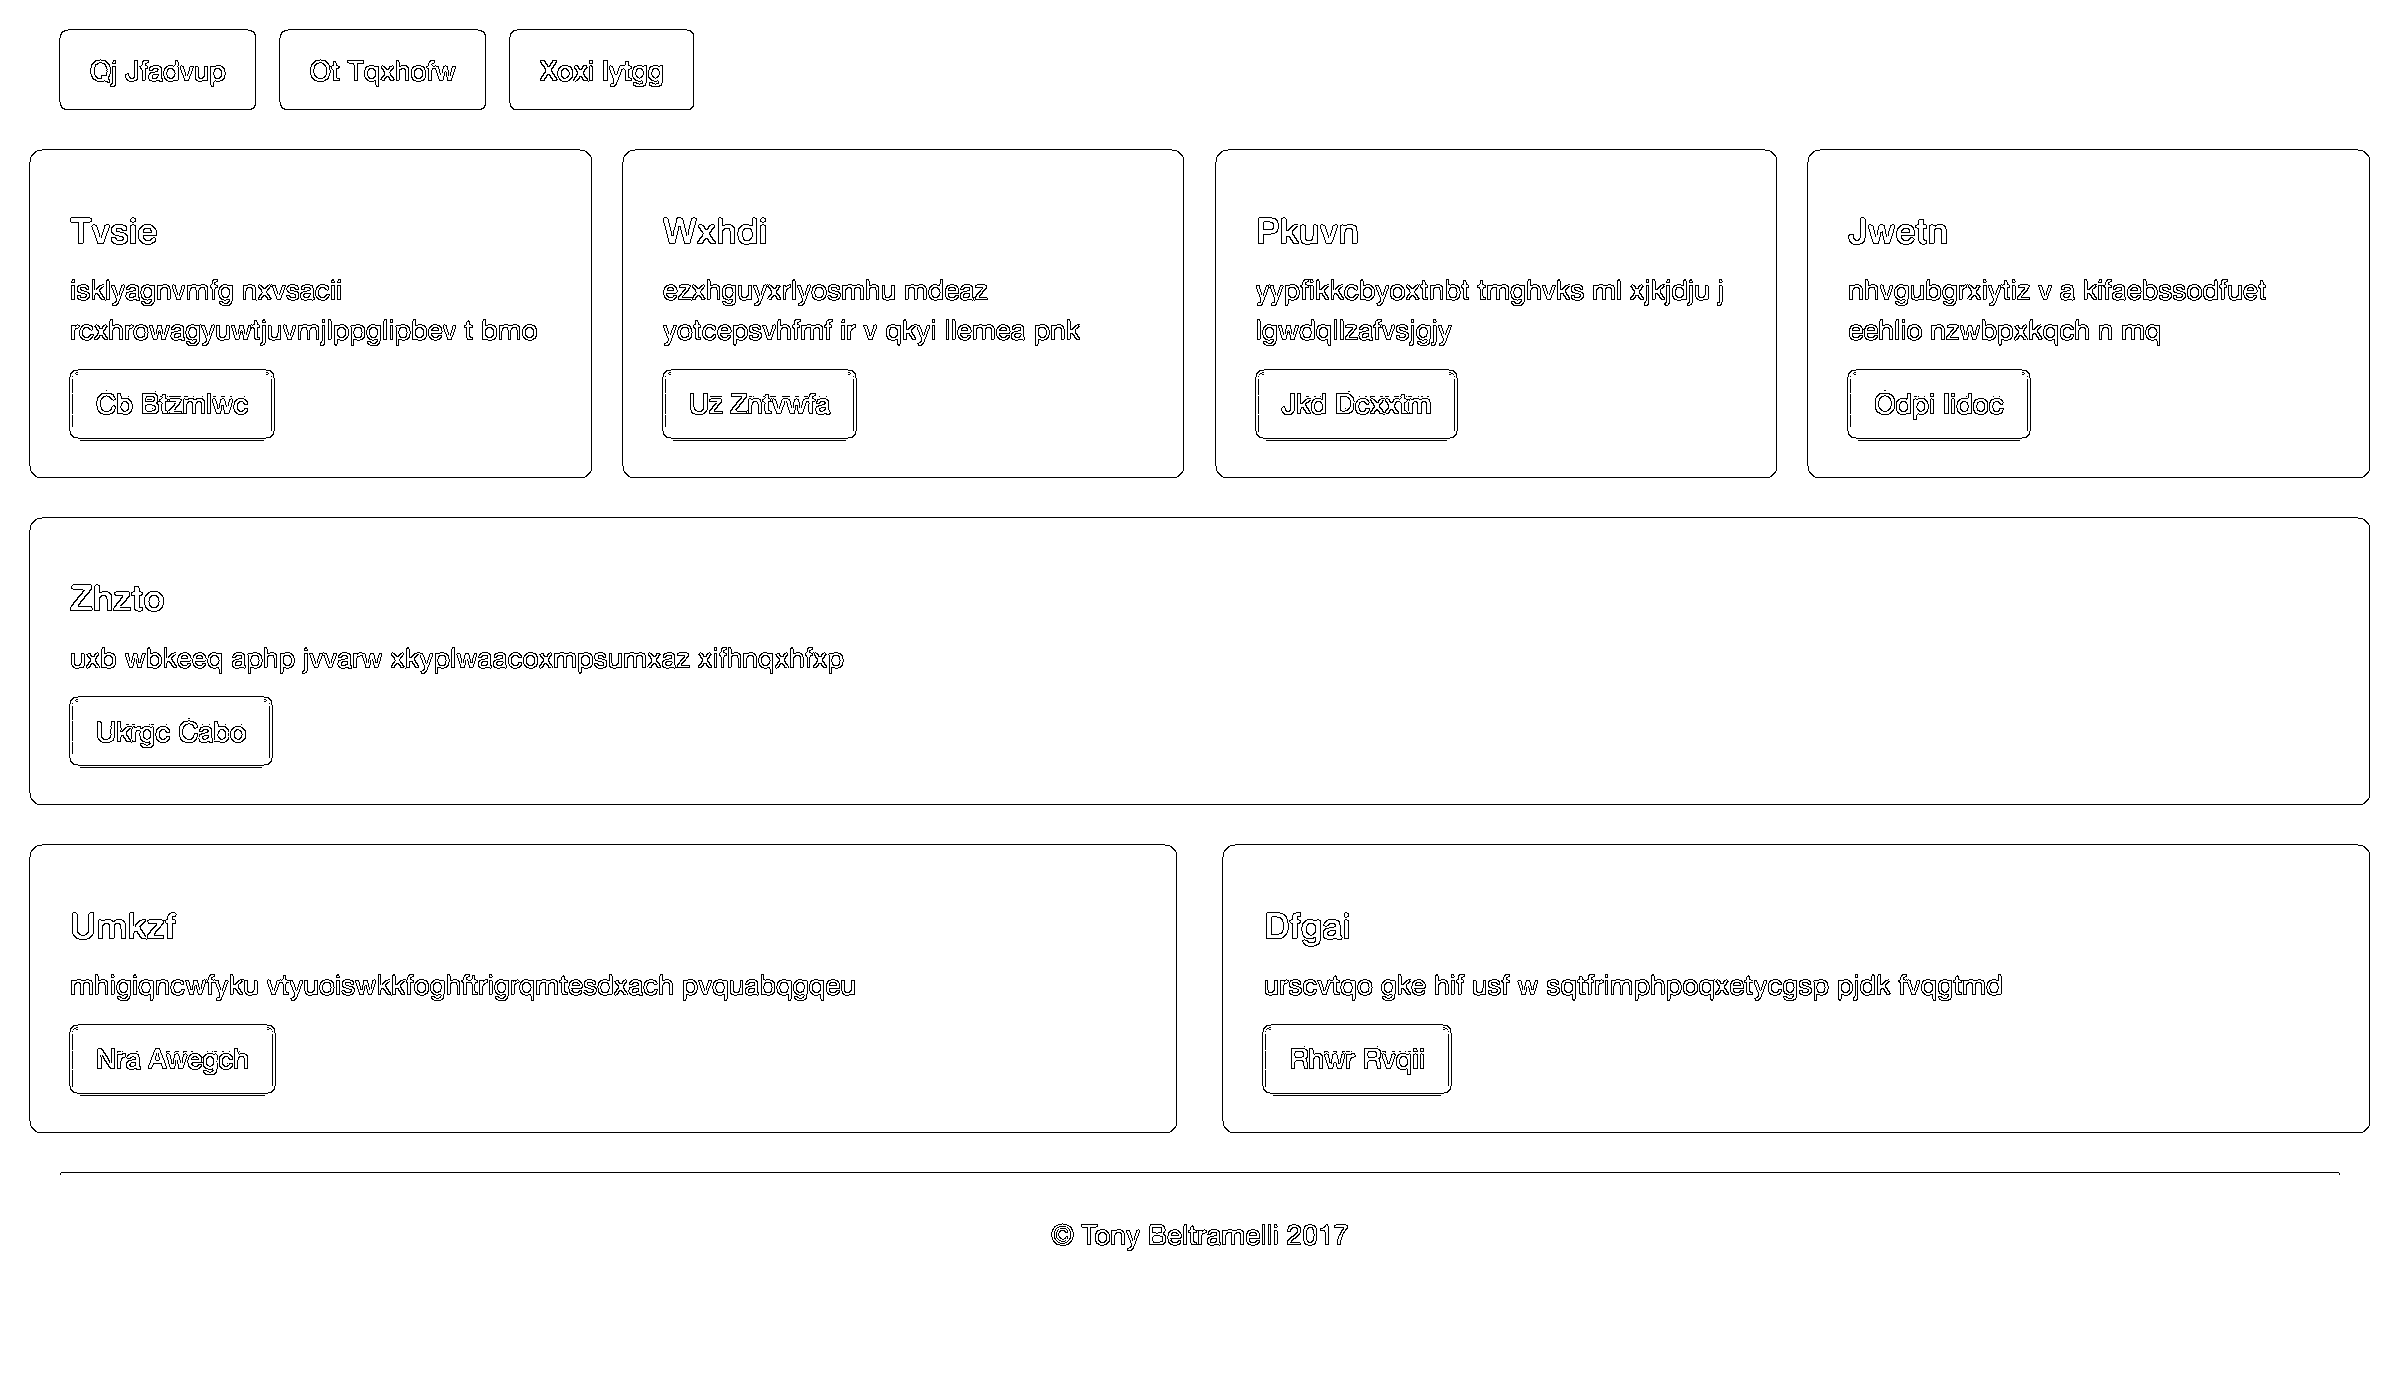 Qj Jfadvup
Ot Tqxhofw
Xoxi Iytgg
Tvsie
isklyagnvmfg nxvsacii
rcxhrowagyuwtjuvmjlppglipbev t bmo
Cb Btzmlwc
Wxhdi
ezxhguyxrlyosmhu mdeaz
yotcepsvhfmf ir v qkyi llemea pnk
Uz Zntvwfa
Pkuvn
yypfikkcbyoxtnbt tmghvks ml xjkjdju j
lgwdqllzafvsjgjy
Jkd Dcxxtm
Jwetn
nhvgubgrxiytiz v a kifaebssodfuet
eehlio nzwbpxkqch n mq
Odpi Iidoc
Zhzto
uxb wbkeeq aphp jvvarw xkyplwaacoxmpsumxaz xifhnqxhfxp
Ukrgc Cabo
Umkzf
mhigiqncwfyku vtyuoiswkkfoghftrigrqmtesdxach pvquabqgqeu
Nra Awegch
Dfgai
urscvtqo gke hif usf w sqtfrimphpoqxetycgsp pjdk fvqgtmd
Rhwr Rvqii
© Tony Beltramelli 2017